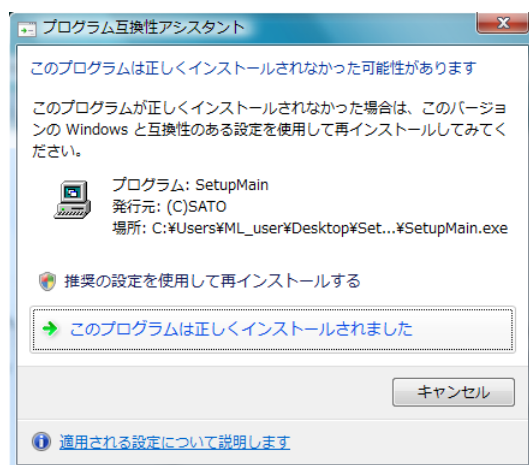 プログラム互換性アシスタント
このプログラムは正しくインストールされなかった可能性があります
このプログラムが正しくインストールされなかった場合は、このバージョ
ンの Windows と互換性のある設定を使用して再インストールしてみてく
ださい。
プログラム: SetupMain
発行元: (C)SATO
場所: C:¥Users¥ML_user¥Desktop¥Set...¥SetupMain.exe
推奨の設定を使用して再インストールする
このプログラムは正しくインストールされました
キャンセル
適用される設定について説明します